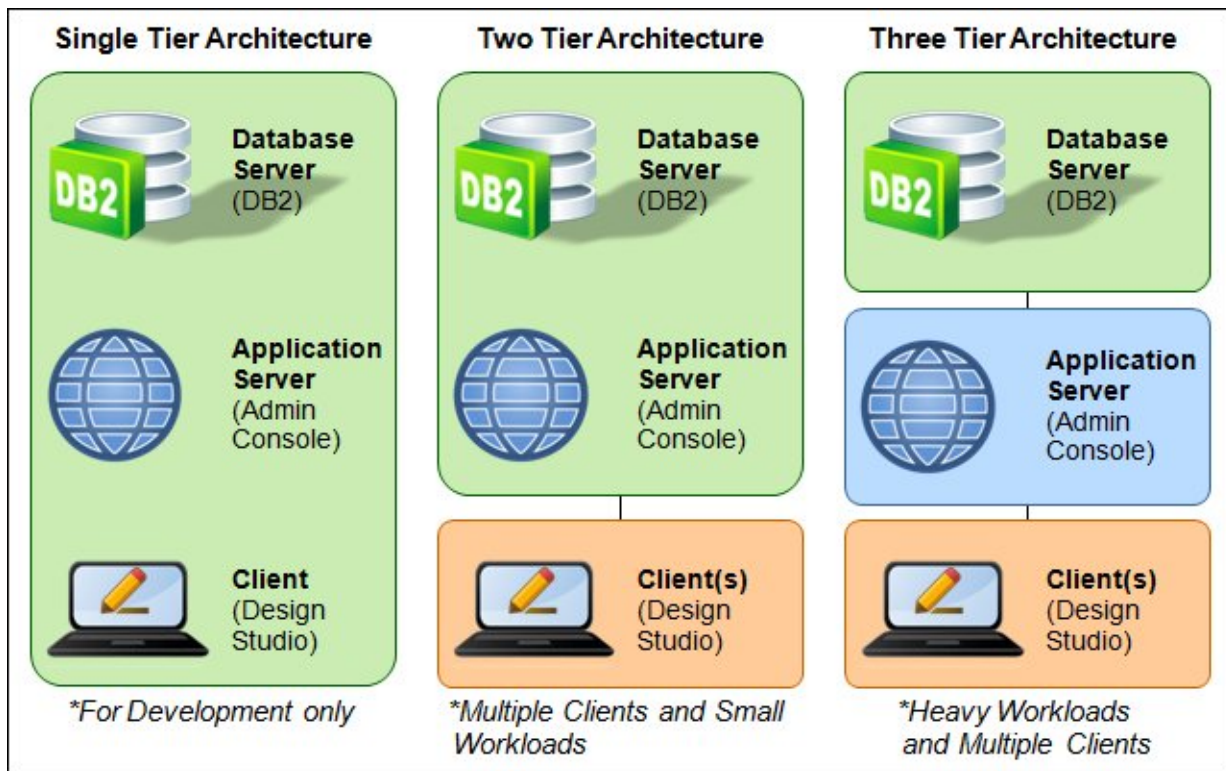 Single Tier Architecture
DB2
Database
Server
(DB2)
Application
Server
(Admin
Console)
Client
(Design
Studio)
*For Development only
Two Tier Architecture
DB2
Database
Server
(DB2)
Application
Server
(Admin
Console)
Client(s)
(Design
Studio)
*Multiple Clients and Small
Workloads
Three Tier Architecture
DB2
Database
Server
(DB2)
Application
Server
(Admin
Console)
Client(s)
(Design
Studio)
*Heavy Workloads
and Multiple Clients